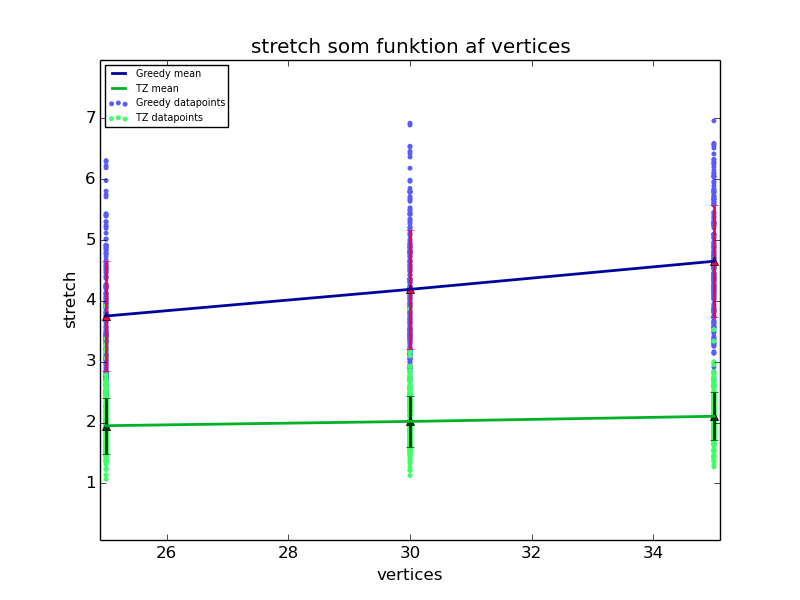 stretch som funktion af vertices
Greedy mean
TZ mean
Greedy datapoints
TZ datapoints
7
6
5
4
3
2
1
stretch
26
28
30
32
34
vertices